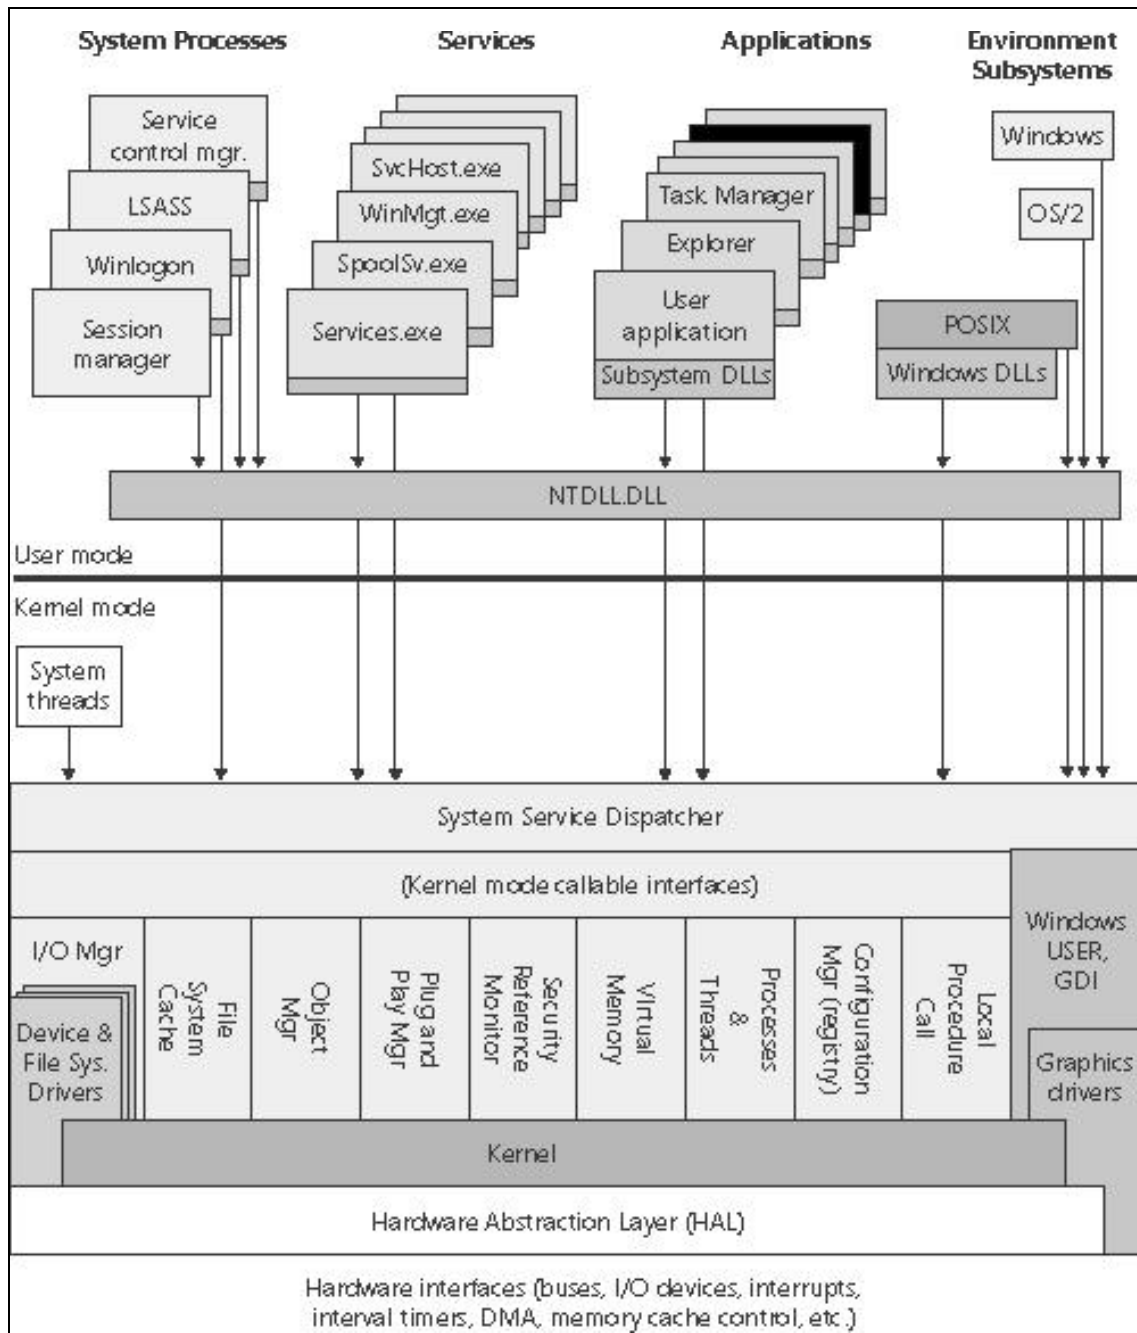 System Processes
Services
Applications
Environment
Subsystems
Service
control mgr.
LSASS
Winlogon
Session
manager
SvcHost.exe
WinMgt.exe
SpoolSv.exe
Services.exe
Task Manager
Explorer
User
application
Subsystem DLLs
Windows
OS/2
POSIX
Windows DLLs
NTDLL.DLL
User mode
Kernel mode
System
threads
System Service Dispatcher
(Kernel mode callable interfaces)
I/O Mgr
Device &
File Sys.
Drivers
File
System
Cache
Object
Mgr
Plug and
Play Mgr
Security
Reference
Monitor
Virtual
Memory
Processes
&
Threads
Configuration
Mgr (registry)
Local
Procedure
Call
Windows
USER,
GDI
Graphics
drivers
Kernel
Hardware Abstraction Layer (HAL)
Hardware interfaces (buses, I/O devices, interrupts,
interval timers, DMA, memory cache control, etc.)